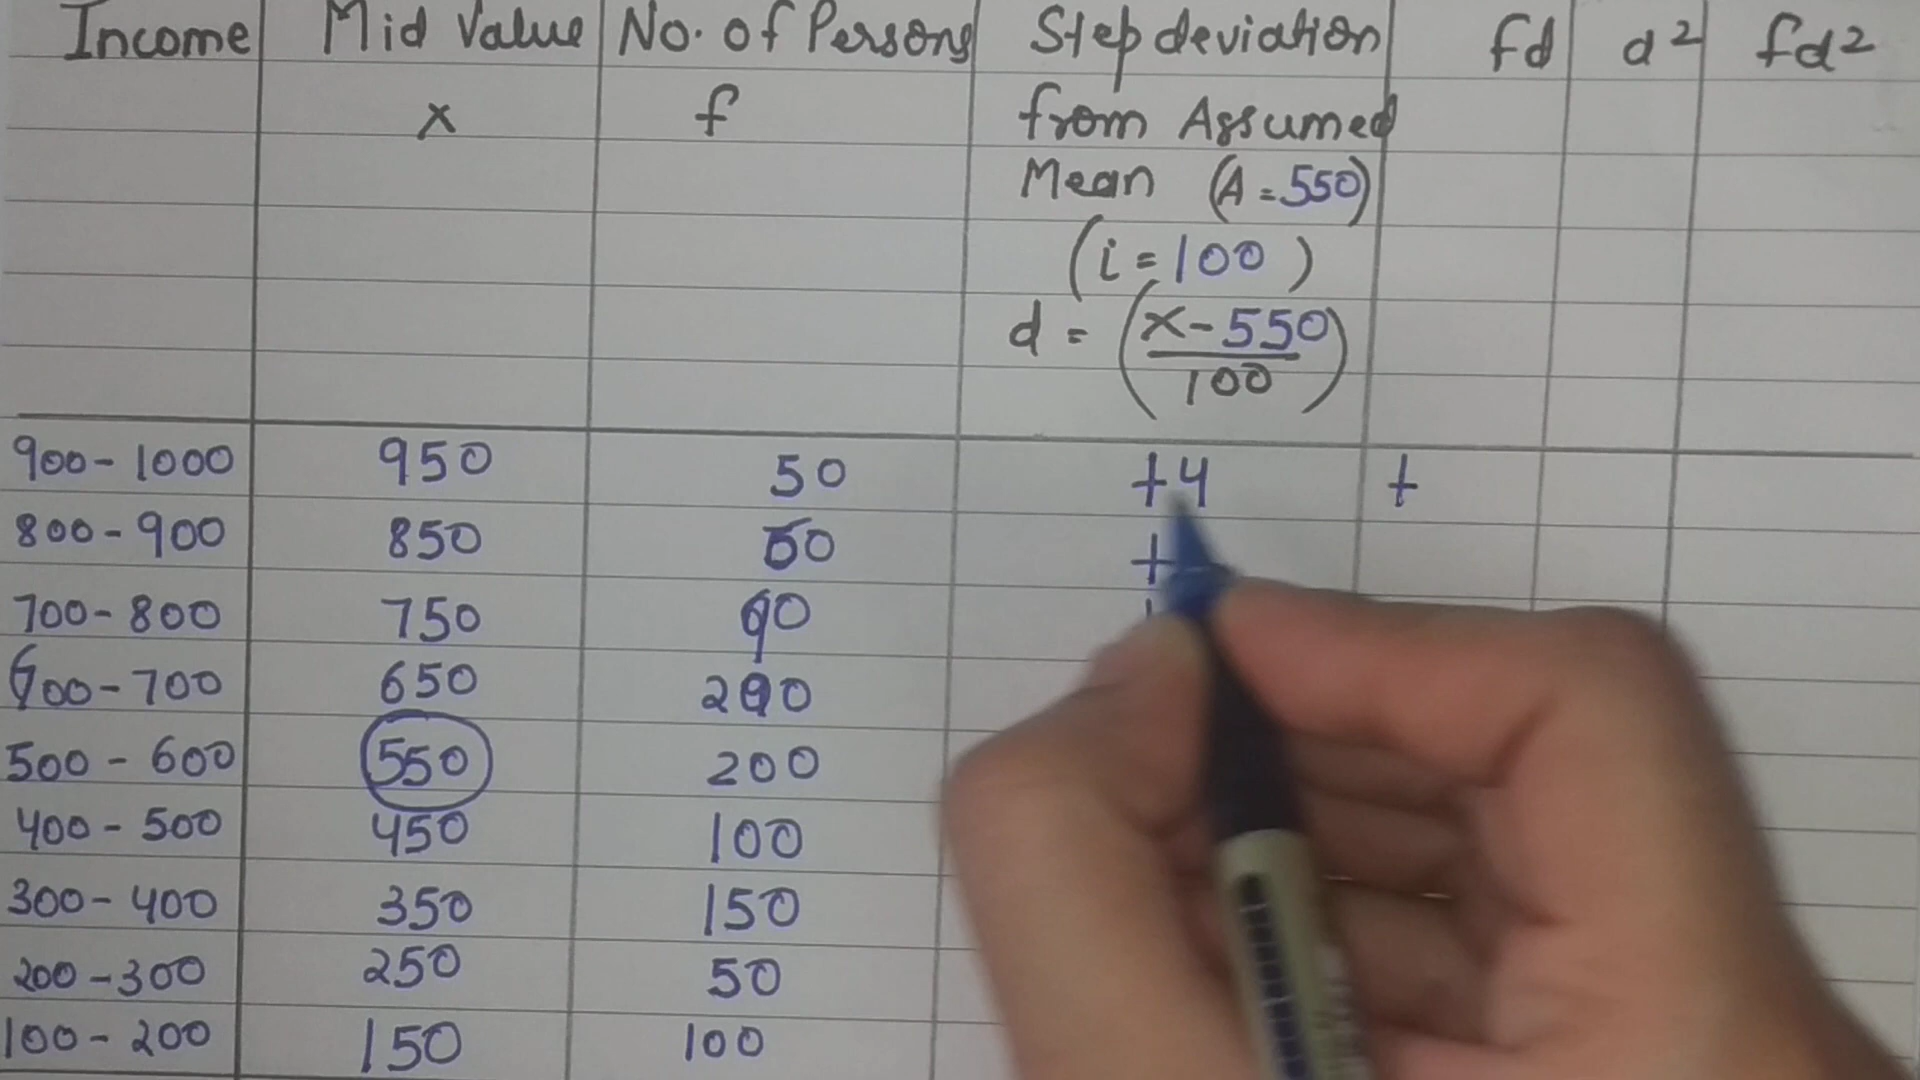 Income Mid Value No. of Persons Step deviation fd d² fd²
x f from Assumed
Mean (A=550)
(i=100)
d = (x-550
100)
900-1000 950 50 +4 +
800-900 850 50 +
700-800 750
600-700 650
500-600 550 200
400-500 450 100
300-400 350 150
200-300 250 50
100-200 150 100